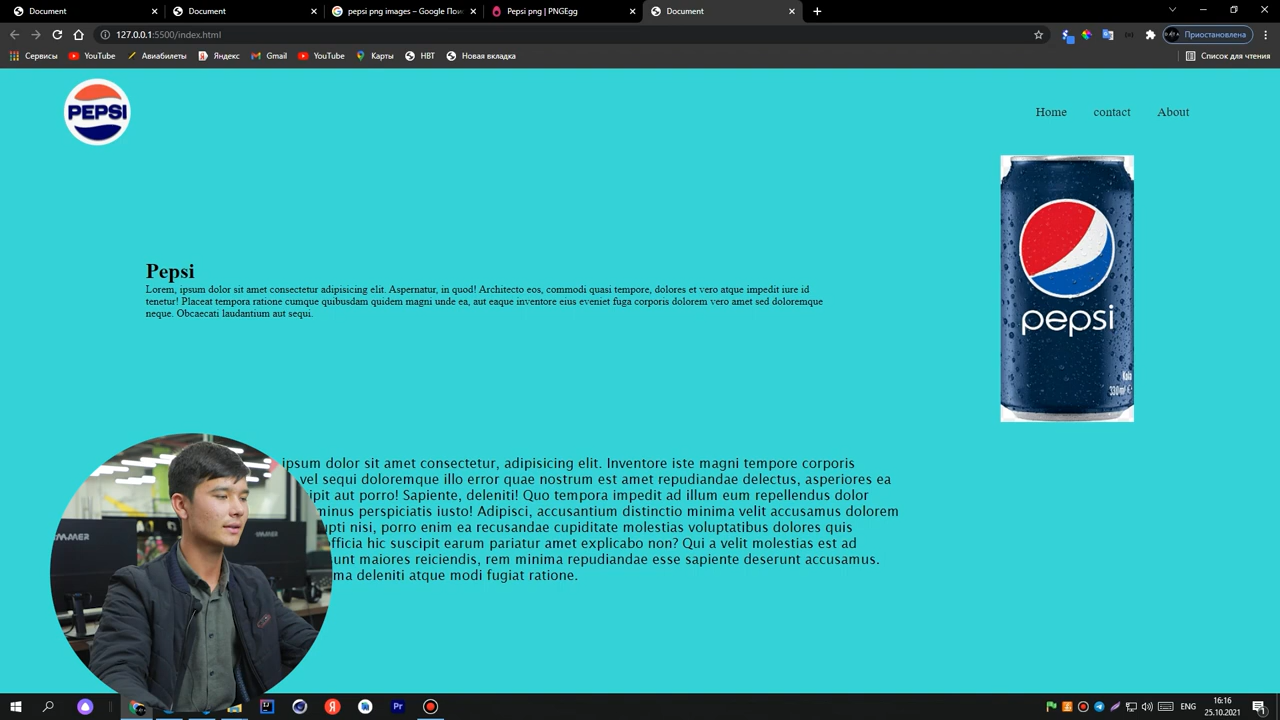 Document
Document
pepsi png images – Google Пои
Pepsi png | PNGEgg
Document
127.0.0.1:5500/index.html
Приостановлена
Сервисы
YouTube
Авиабилеты
Яндекс
Gmail
YouTube
Карты
НВТ
Новая вкладка
Список для чтения
PEPSI
Home
contact
About
Pepsi
Lorem, ipsum dolor sit amet consectetur adipisicing elit. Aspernatur, in quod! Architecto eos, commodi quasi tempore, dolores et vero atque impedit iure id
tenetur! Placeat tempora ratione cumque quibusdam quidem magni unde ea, aut eaque inventore eius eveniet fuga corporis dolorem vero amet sed doloremque
neque. Obcaecati laudantium aut sequi.
pepsi
Kola
330ml e
ipsum dolor sit amet consectetur, adipisicing elit. Inventore iste magni tempore corporis
vel sequi doloremque illo error quae nostrum est amet repudiandae delectus, asperiores ea
cipit aut porro! Sapiente, deleniti! Quo tempora impedit ad illum eum repellendus dolor
minus perspiciatis iusto! Adipisci, accusantium distinctio minima velit accusamus dolorem
upti nisi, porro enim ea recusandae cupiditate molestias voluptatibus dolores quis
fficia hic suscipit earum pariatur amet explicabo non? Qui a velit molestias est ad
sunt maiores reiciendis, rem minima repudiandae esse sapiente deserunt accusamus.
ma deleniti atque modi fugiat ratione.
Pr
ENG
16:16
25.10.2021